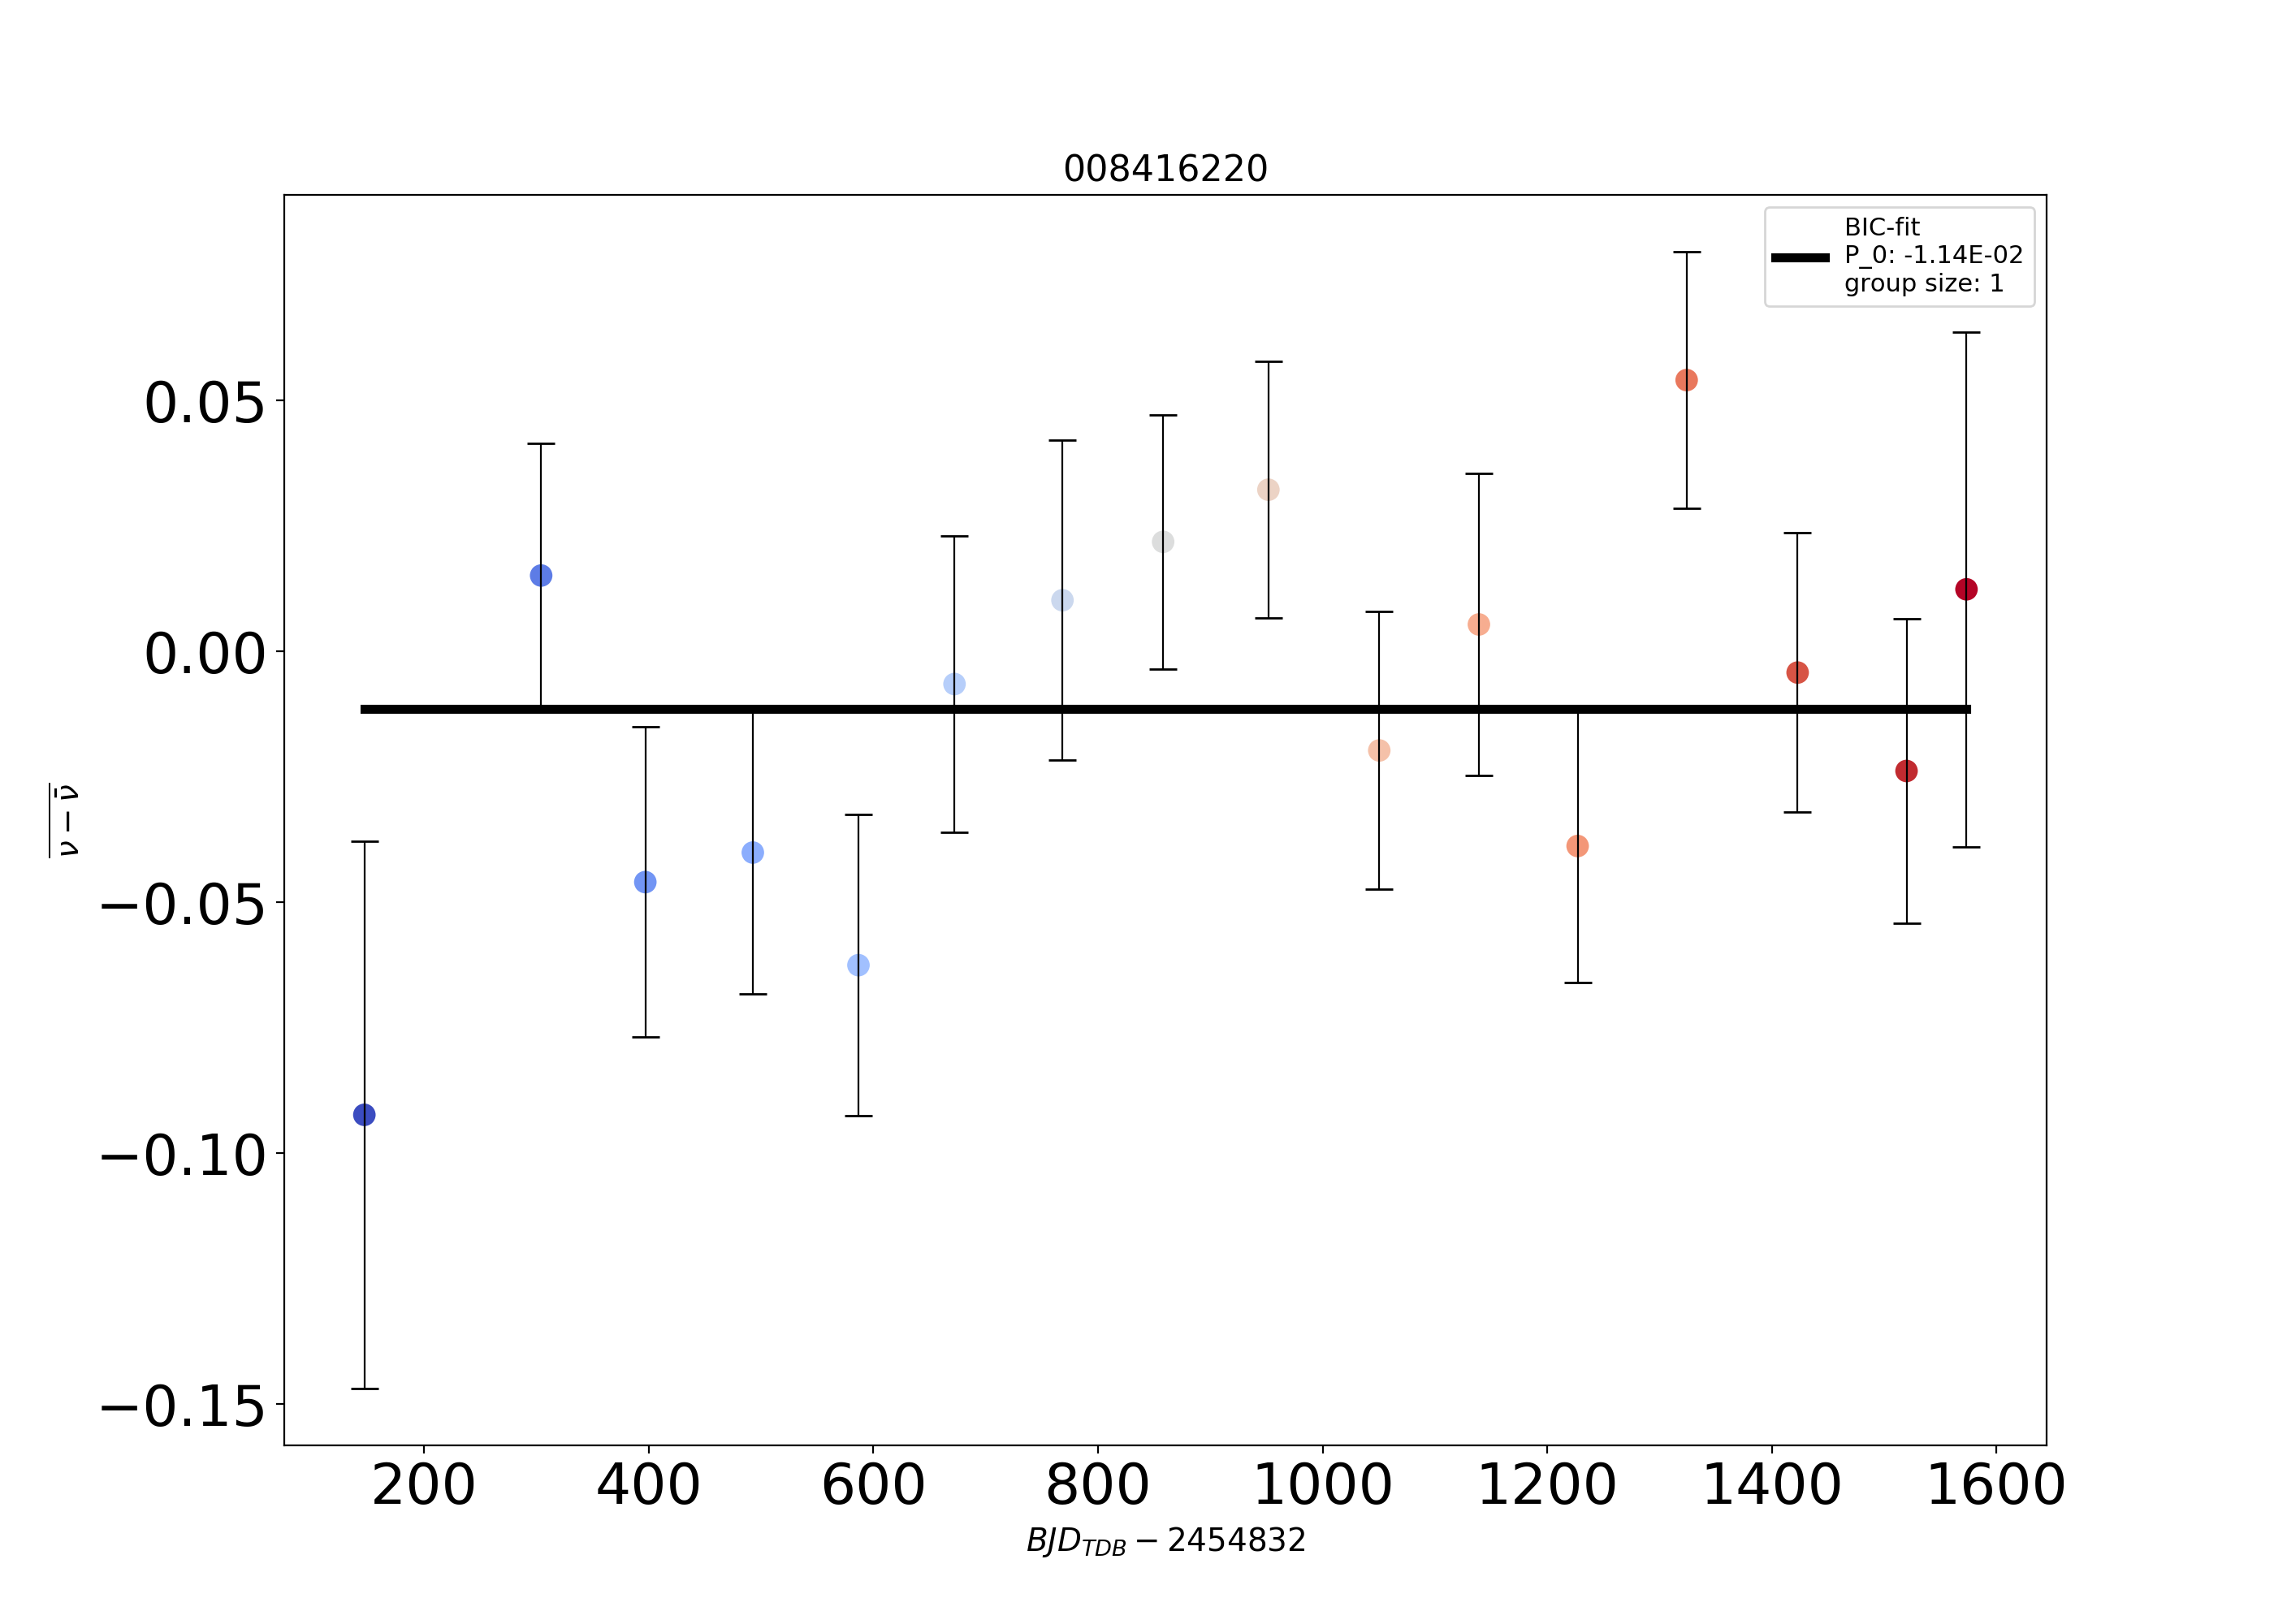 008416220
BIC-fit
P_0: -1.14E-02
group size: 1
0.05
0.00
−0.05
−0.10
−0.15
ν − ν̄
200 400 600 800 1000 1200 1400 1600
BJD_TDB − 2454832